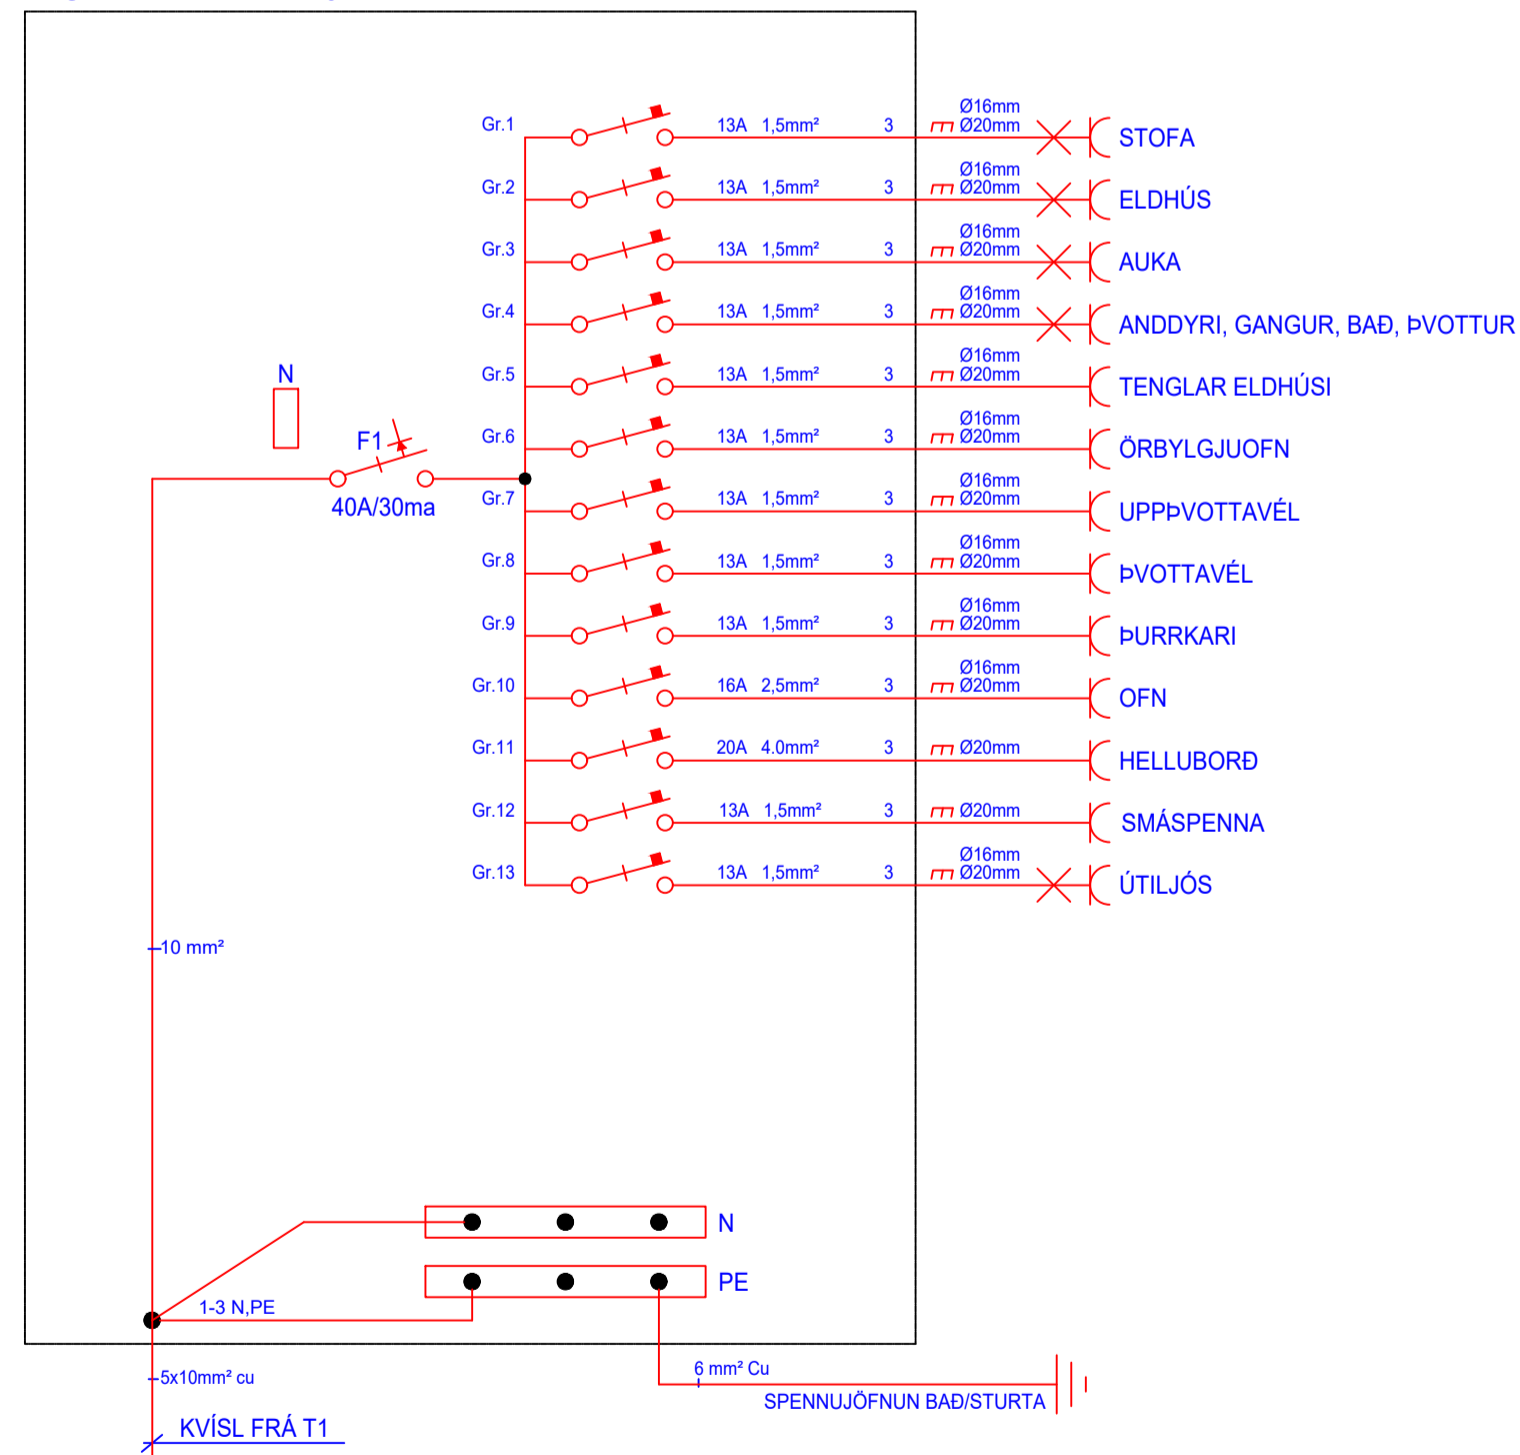 Ø16mm
Gr.1 13A 1,5mm² 3 Ø20mm STOFA
Ø16mm
Gr.2 13A 1,5mm² 3 Ø20mm ELDHÚS
Ø16mm
Gr.3 13A 1,5mm² 3 Ø20mm AUKA
Ø16mm
Gr.4 13A 1,5mm² 3 Ø20mm ANDDYRI, GANGUR, BAÐ, ÞVOTTUR
Ø16mm
Gr.5 13A 1,5mm² 3 Ø20mm TENGLAR ELDHÚSI
Ø16mm
Gr.6 13A 1,5mm² 3 Ø20mm ÖRBYLGJUOFN
Ø16mm
Gr.7 13A 1,5mm² 3 Ø20mm UPPÞVOTTAVÉL
Ø16mm
Gr.8 13A 1,5mm² 3 Ø20mm ÞVOTTAVÉL
Ø16mm
Gr.9 13A 1,5mm² 3 Ø20mm ÞURRKARI
Ø16mm
Gr.10 16A 2,5mm² 3 Ø20mm OFN
Gr.11 20A 4.0mm² 3 Ø20mm HELLUBORÐ
Gr.12 13A 1,5mm² 3 Ø20mm SMÁSPENNA
Ø16mm
Gr.13 13A 1,5mm² 3 Ø20mm ÚTILJÓS
N
F1
40A/30ma
10 mm²
N
PE
1-3 N,PE
5x10mm² cu
KVÍSL FRÁ T1
6 mm² Cu
SPENNUJÖFNUN BAÐ/STURTA